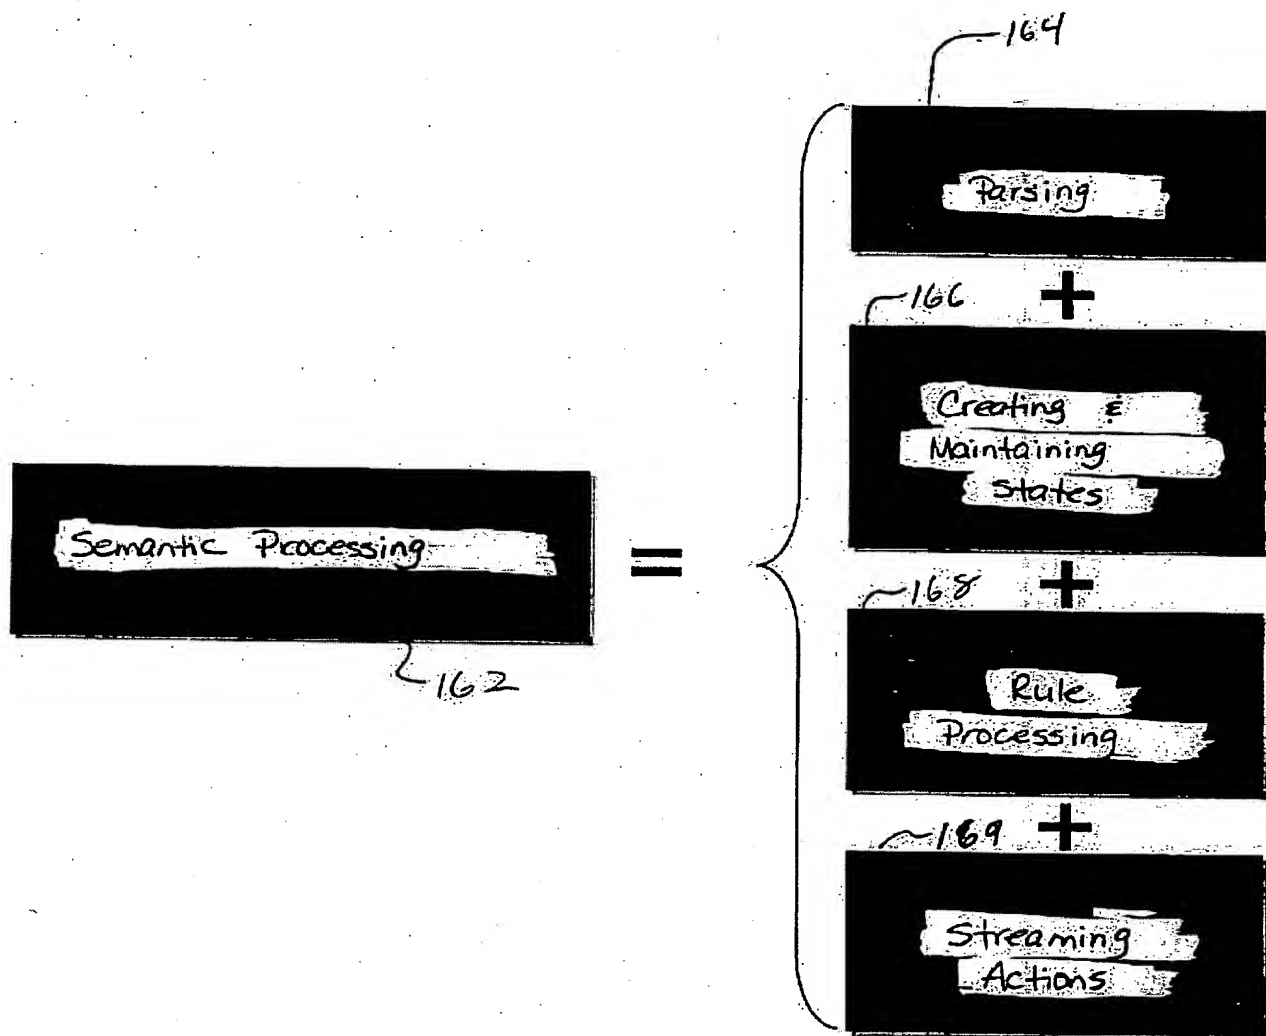 164
Parsing
+
166
Creating &
Maintaining
States
+
Semantic Processing
=
162
168
Rule
Processing
+
169
Streaming
Actions